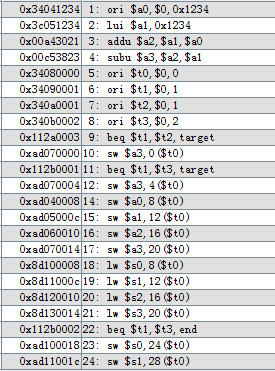 0x34041234 1: ori $a0,$0,0x1234
0x3c051234 2: lui $a1,0x1234
0x00a43021 3: addu $a2,$a1,$a0
0x00c53823 4: subu $a3,$a2,$a1
0x34080000 5: ori $t0,$0,0
0x34090001 6: ori $t1,$0,1
0x340a0001 7: ori $t2,$0,1
0x340b0002 8: ori $t3,$0,2
0x112a0003 9: beq $t1,$t2,target
0xad070000 10: sw $a3,0($t0)
0x112b0001 11: beq $t1,$t3,target
0xad070004 12: sw $a3,4($t0)
0xad040008 14: sw $a0,8($t0)
0xad05000c 15: sw $a1,12($t0)
0xad060010 16: sw $a2,16($t0)
0xad070014 17: sw $a3,20($t0)
0x8d100008 18: lw $s0,8($t0)
0x8d11000c 19: lw $s1,12($t0)
0x8d120010 20: lw $s2,16($t0)
0x8d130014 21: lw $s3,20($t0)
0x112b0002 22: beq $t1,$t3,end
0xad100018 23: sw $s0,24($t0)
0xad11001c 24: sw $s1,28($t0)